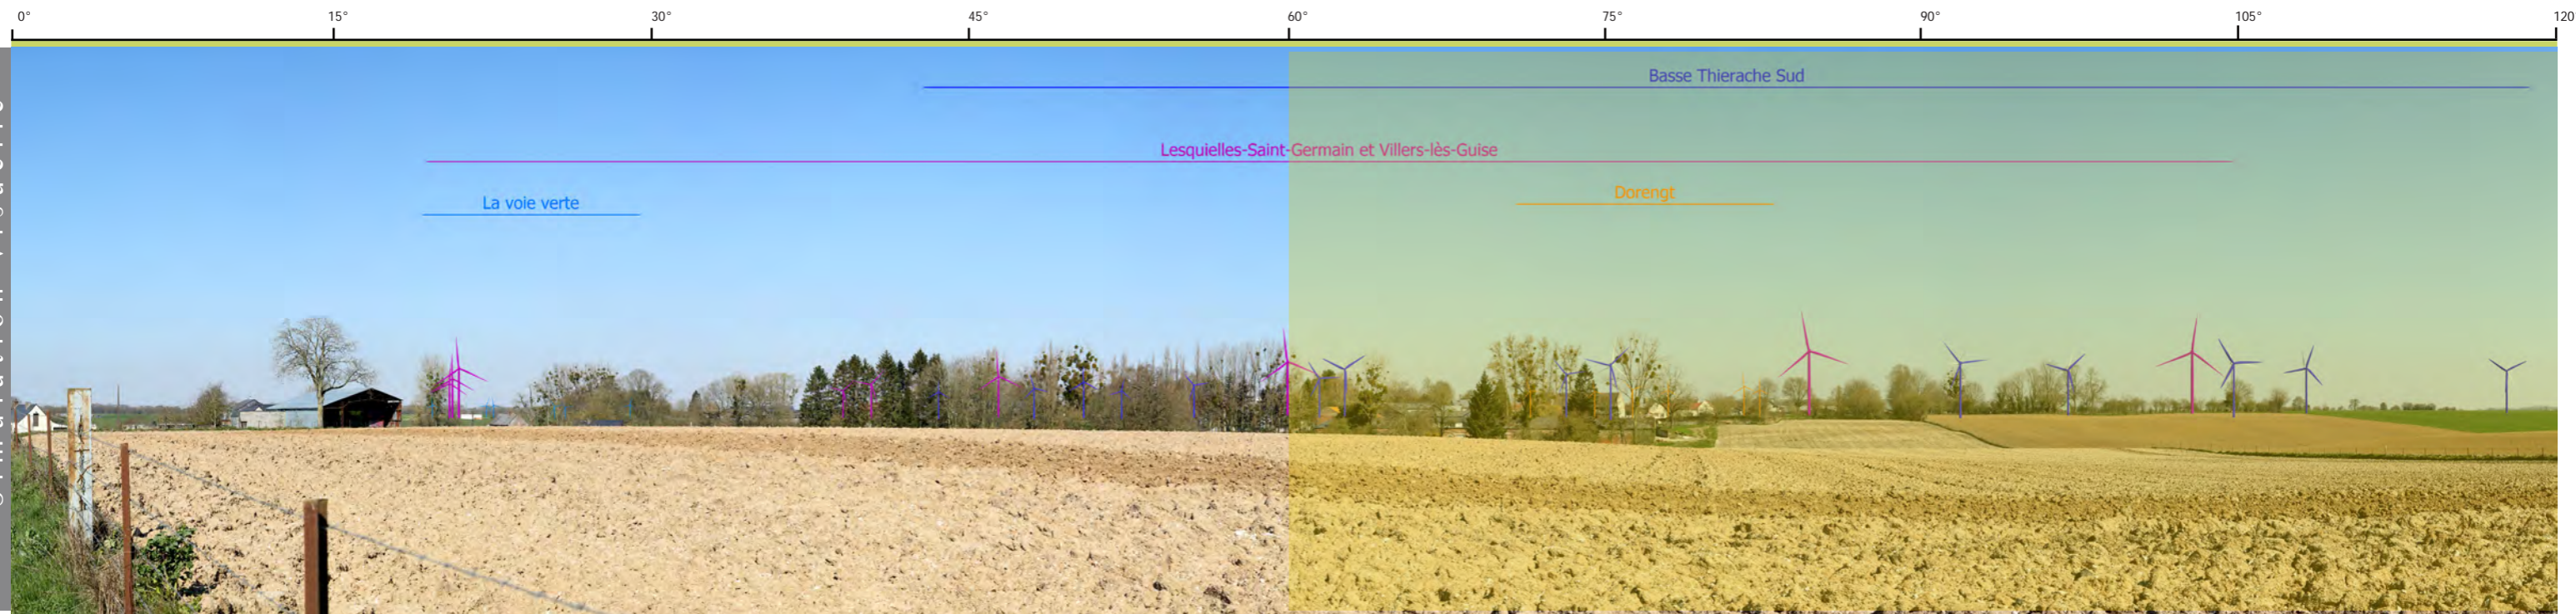 0° 15° 30° 45° 60° 75° 90° 105° 120
Basse Thierache Sud
Lesquielles-Saint-Germain et Villers-lès-Guise
Dorengt
La voie verte